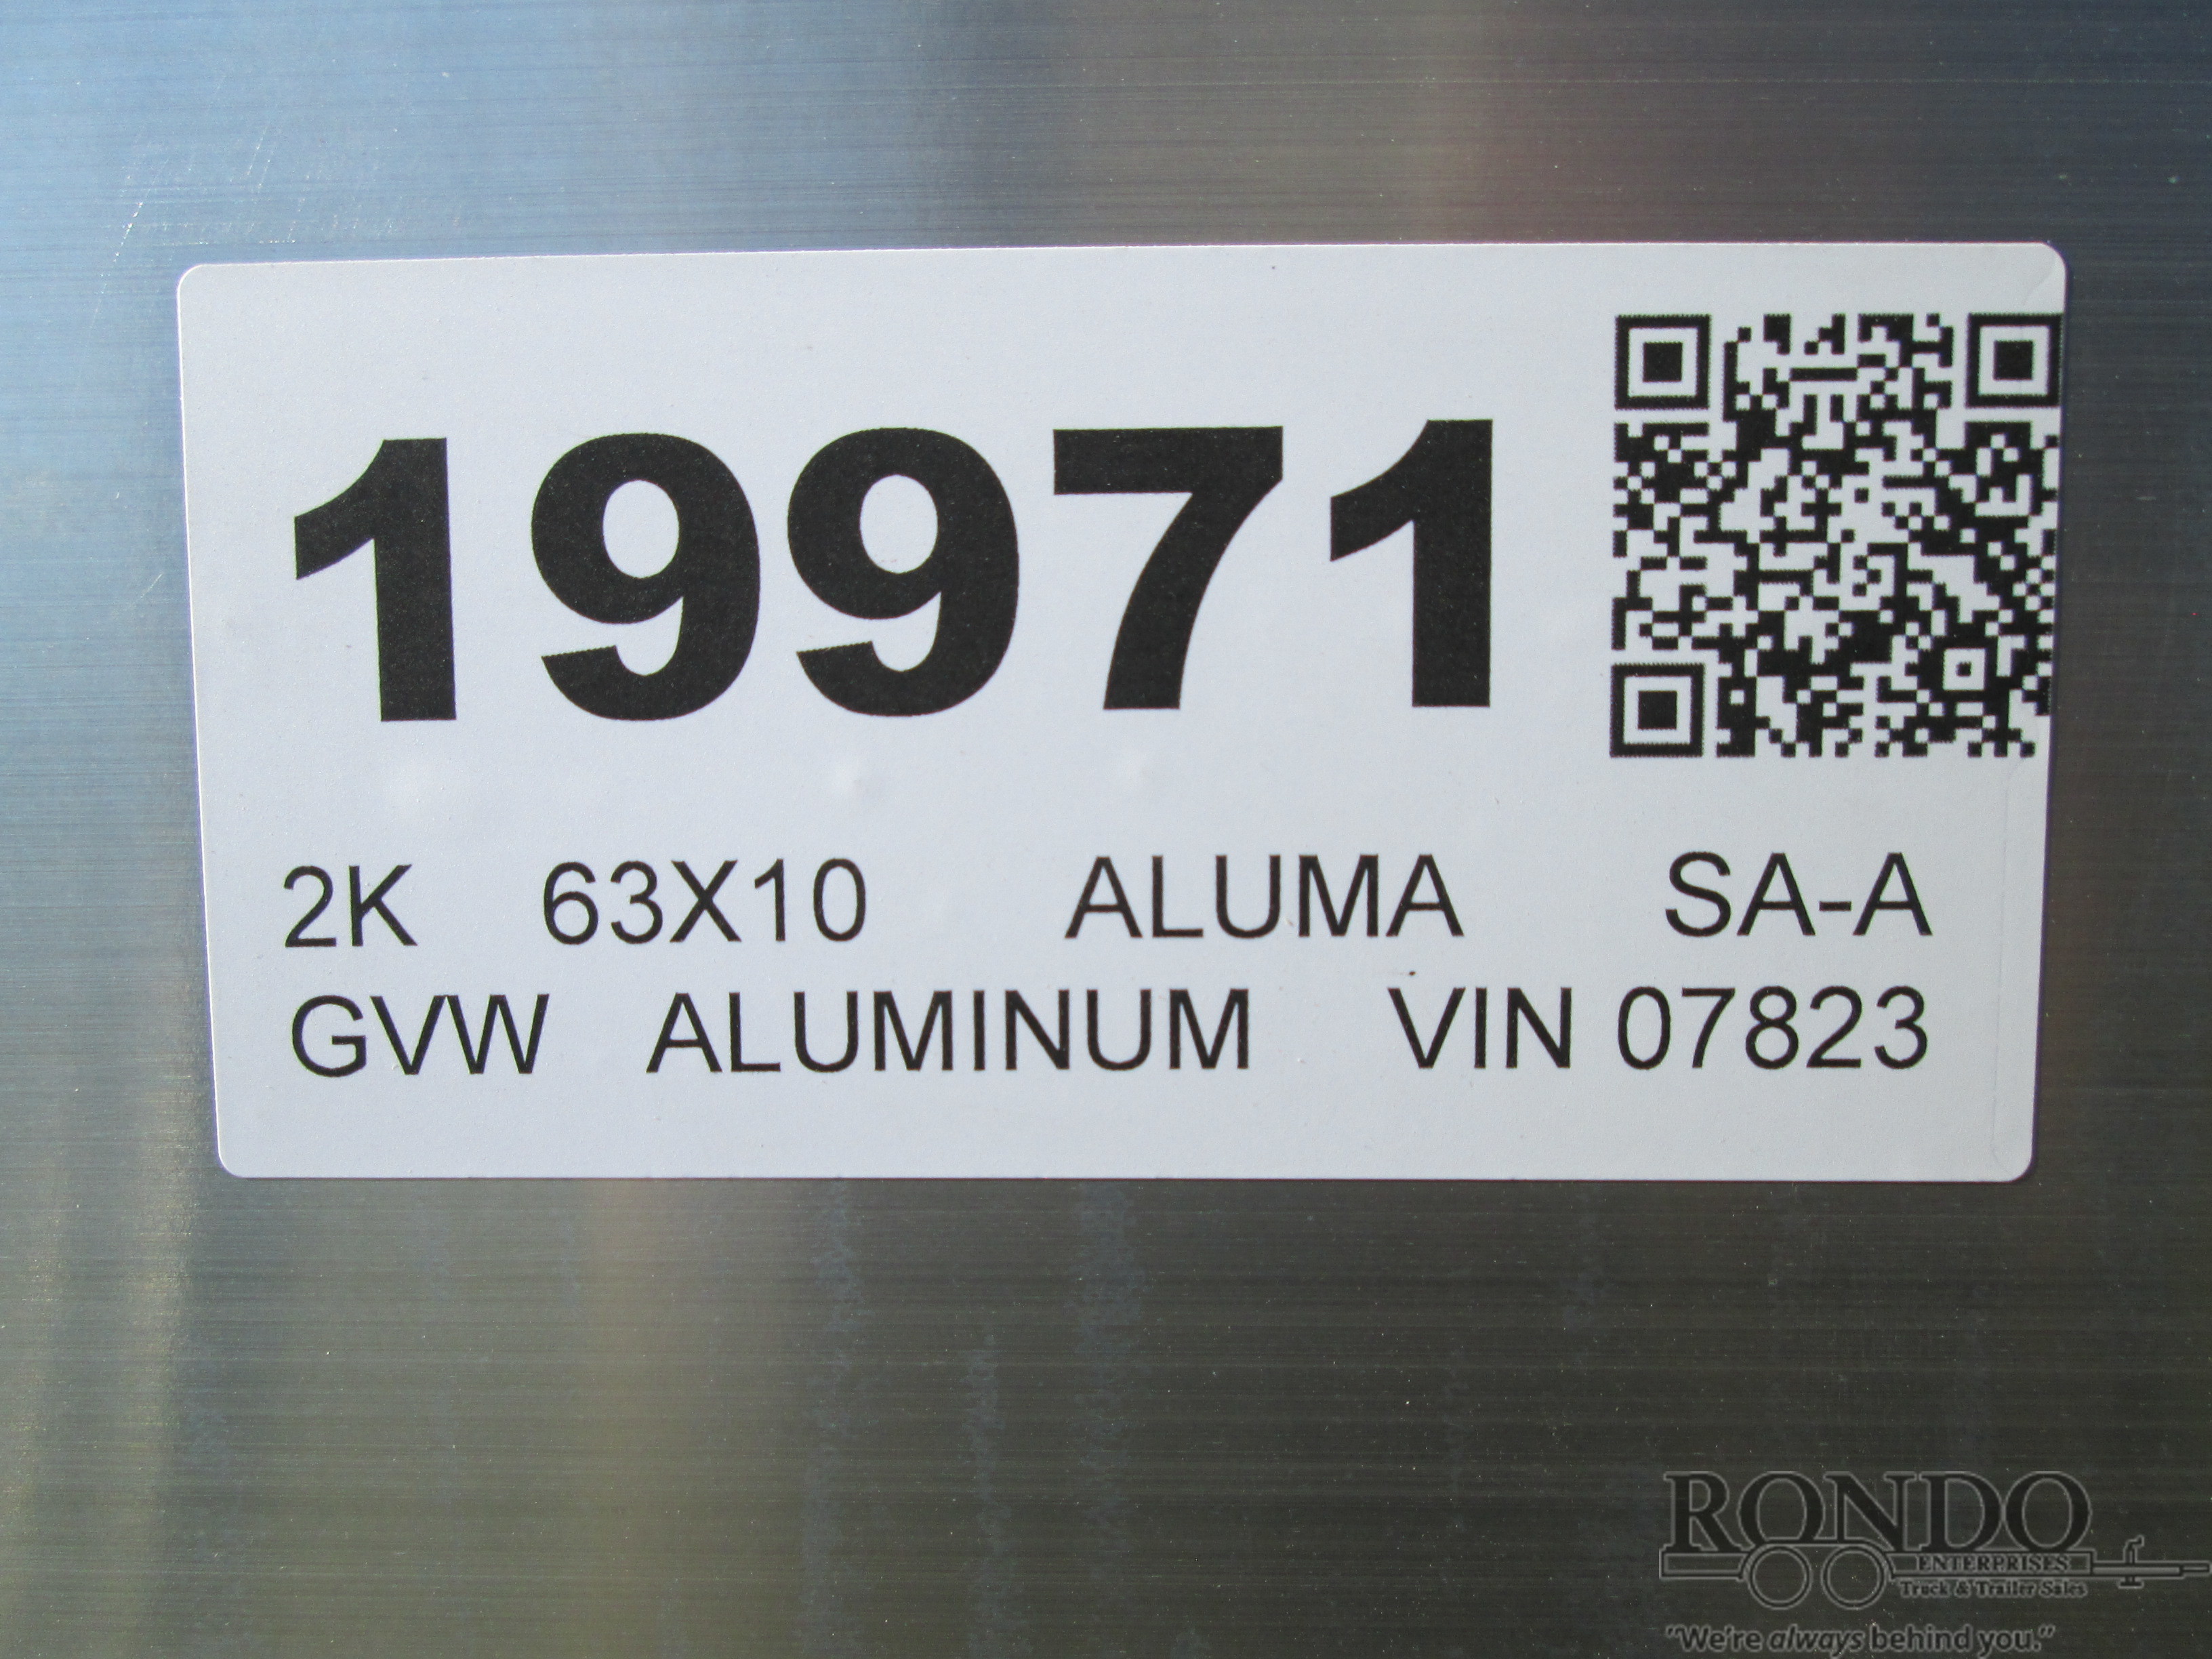 19971
2K 63X10 ALUMA SA-A
GVW ALUMINUM VIN 07823
RONDO
ENTERPRISES
Truck & Trailer Sales
"We're always behind you."